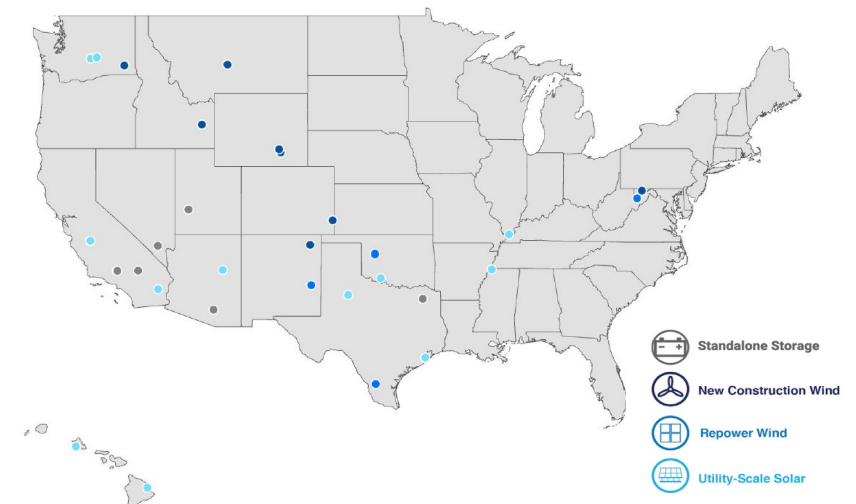 Standalone Storage
New Construction Wind
Repower Wind
Utility-Scale Solar